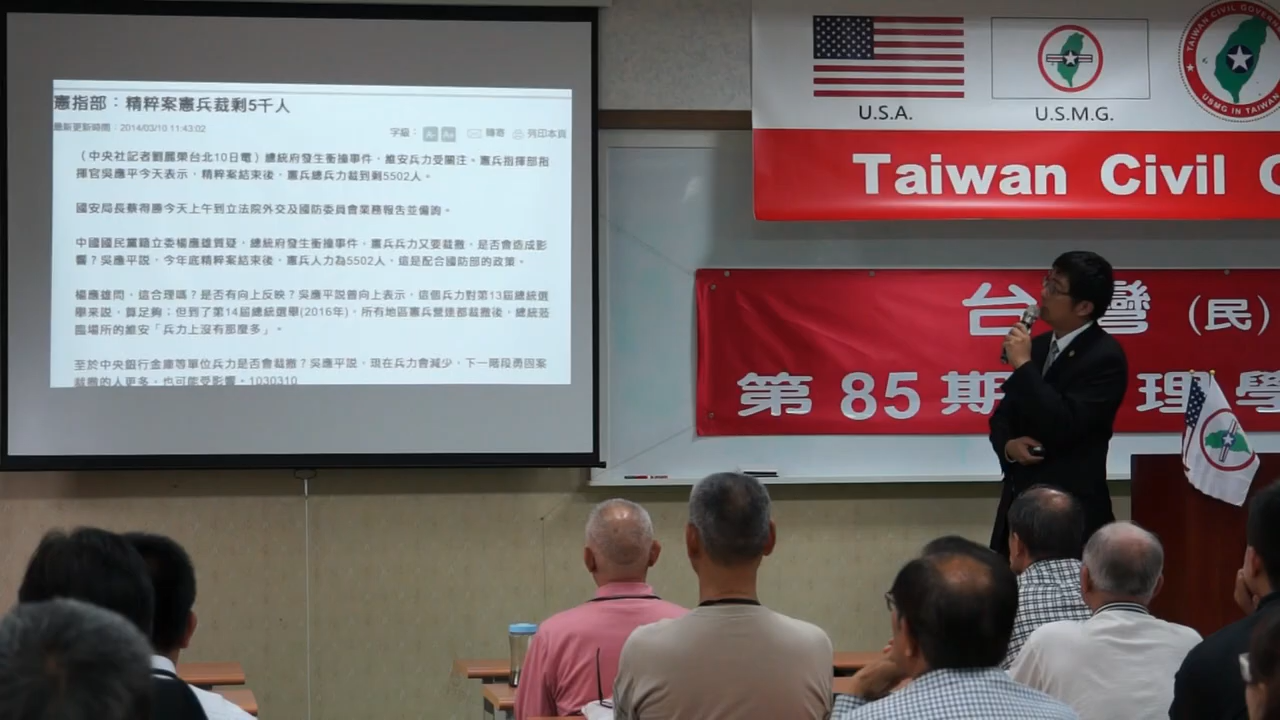 憲指部：精粹案憲兵裁剩5千人
最新更新時間：2014/03/10 11:43:02
字級： A- A+ 轉寄 列印本頁
（中央社記者劉麗榮台北10日電）總統府發生衝撞事件，維安兵力受關注。憲兵指揮部指
揮官吳應平今天表示，精粹案結束後，憲兵總兵力裁到剩5502人。
國安局長蔡得勝今天上午到立法院外交及國防委員會業務報告並備詢。
中國國民黨籍立委楊應雄質疑，總統府發生衝撞事件，憲兵兵力又要裁撤，是否會造成影
響？吳應平說，今年底精粹案結束後，憲兵人力為5502人，這是配合國防部的政策。
楊應雄問，這合理嗎？是否有向上反映？吳應平說曾向上表示，這個兵力對第13屆總統選
舉來說，算足夠；但到了第14屆總統選舉(2016年)，所有地區憲兵營連都裁撤後，總統蒞
臨場所的維安「兵力上沒有那麼多」。
至於中央銀行金庫等單位兵力是否會裁撤？吳應平說，現在兵力會減少，下一階段勇固案
裁撤的人更多，也可能受影響。1030310
U.S.A.
U.S.M.G.
TAIWAN CIVIL GOVER
USMG IN TAIWAN
Taiwan Civil
台灣（民）
第85期 理學